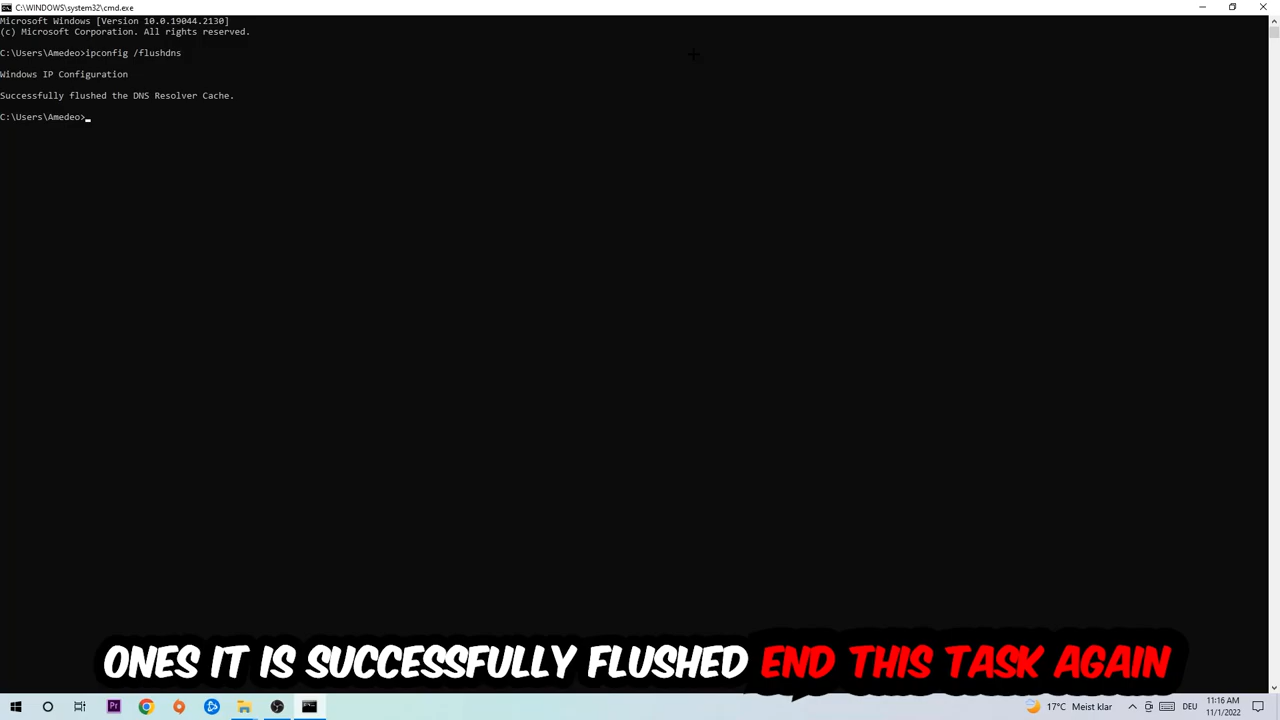 C:\WINDOWS\system32\cmd.exe
Microsoft Windows [Version 10.0.19044.2130]
(c) Microsoft Corporation. All rights reserved.
C:\Users\Amedeo>ipconfig /flushdns
Windows IP Configuration
Successfully flushed the DNS Resolver Cache.
C:\Users\Amedeo>
ONES IT IS SUCCESSFULLY FLUSHED END THIS TASK AGAIN
Pr
17°C Meist klar DEU 11:16 AM
11/1/2022